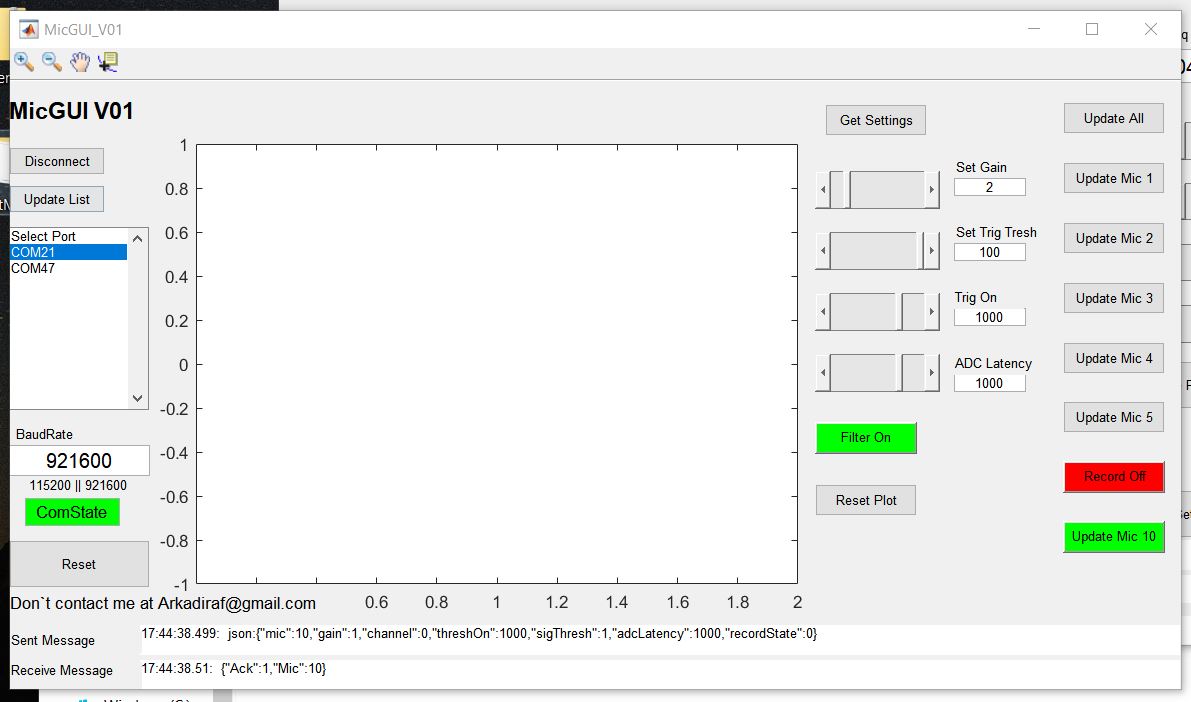 MicGUI_V01
MicGUI V01
Disconnect
Update List
Select Port
COM21
COM47
BaudRate
921600
115200 || 921600
ComState
Reset
1
0.8
0.6
0.4
0.2
0
-0.2
-0.4
-0.6
-0.8
-1
0.6 0.8 1 1.2 1.4 1.6 1.8 2
Don`t contact me at Arkadiraf@gmail.com
Get Settings
Set Gain
2
Set Trig Tresh
100
Trig On
1000
ADC Latency
1000
Filter On
Reset Plot
Update All
Update Mic 1
Update Mic 2
Update Mic 3
Update Mic 4
Update Mic 5
Record Off
Update Mic 10
Sent Message 17:44:38.499: json:{"mic":10,"gain":1,"channel":0,"threshOn":1000,"sigThresh":1,"adcLatency":1000,"recordState":0}
Receive Message 17:44:38.51: {"Ack":1,"Mic":10}